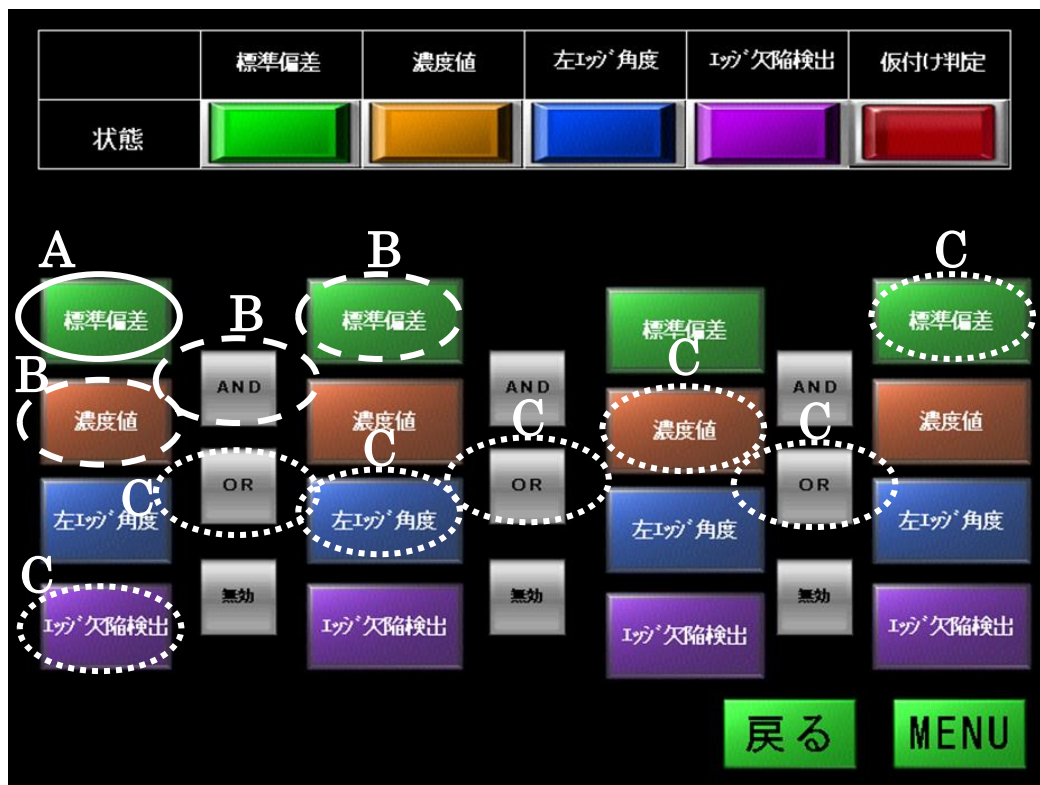 標準偏差 濃度値 左ｴｯｼﾞ角度 ｴｯｼﾞ欠陥検出 仮付け判定
状態
A B C
標準偏差 B 標準偏差 標準偏差 標準偏差
B AND AND C AND
濃度値 濃度値 C 濃度値 C 濃度値
C OR C OR OR
左ｴｯｼﾞ角度 左ｴｯｼﾞ角度 左ｴｯｼﾞ角度 左ｴｯｼﾞ角度
C 無効 無効 無効
ｴｯｼﾞ欠陥検出 ｴｯｼﾞ欠陥検出 ｴｯｼﾞ欠陥検出 ｴｯｼﾞ欠陥検出
戻る MENU